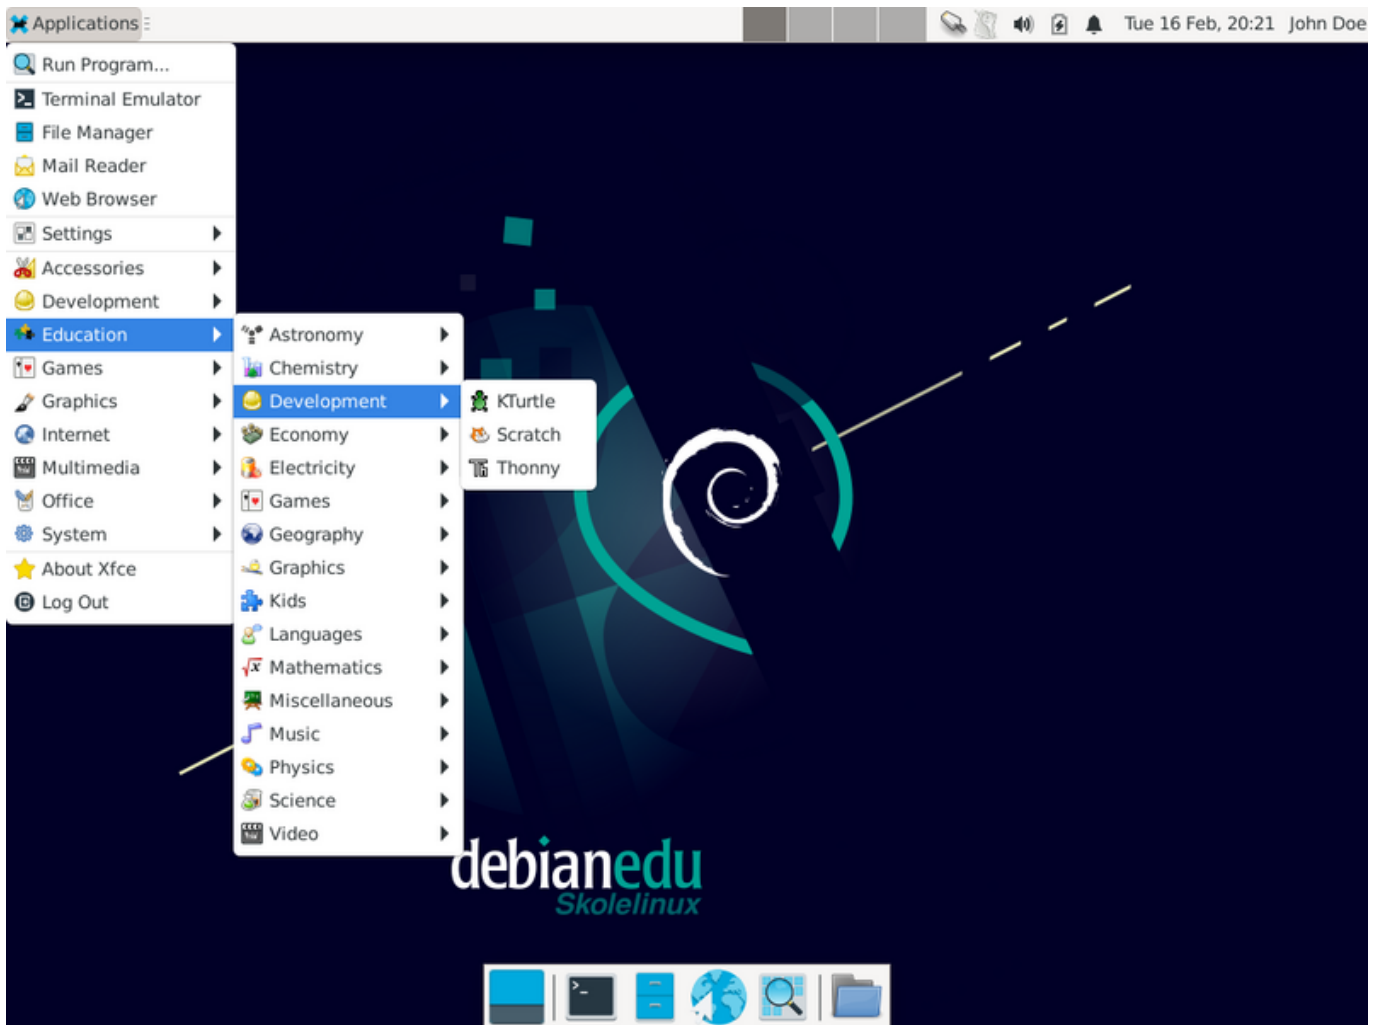 Applications
Tue 16 Feb, 20:21 John Doe
Run Program...
Terminal Emulator
File Manager
Mail Reader
Web Browser
Settings
Accessories
Development
Education
Games
Graphics
Internet
Multimedia
Office
System
About Xfce
Log Out
Astronomy
Chemistry
Development
Economy
Electricity
Games
Geography
Graphics
Kids
Languages
Mathematics
Miscellaneous
Music
Physics
Science
Video
KTurtle
Scratch
Thonny
debianedu
Skolelinux